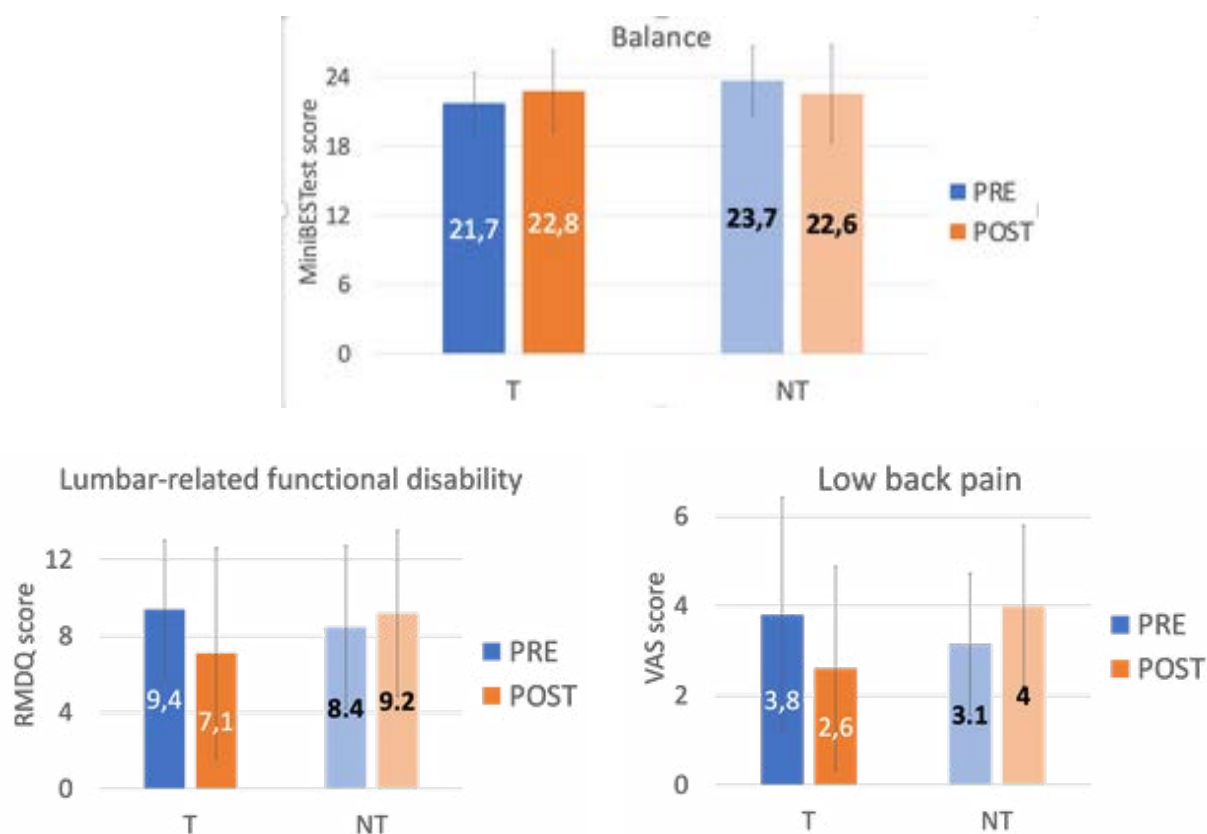 Balance
MiniBESTest score
24
18
12
6
0
21,7
22,8
23,7
22,6
T
NT
PRE
POST
Lumbar-related functional disability
RMDQ score
12
8
4
0
9,4
7,1
8.4
9.2
T
NT
PRE
POST
Low back pain
VAS score
6
4
2
0
3,8
2,6
3.1
4
T
NT
PRE
POST